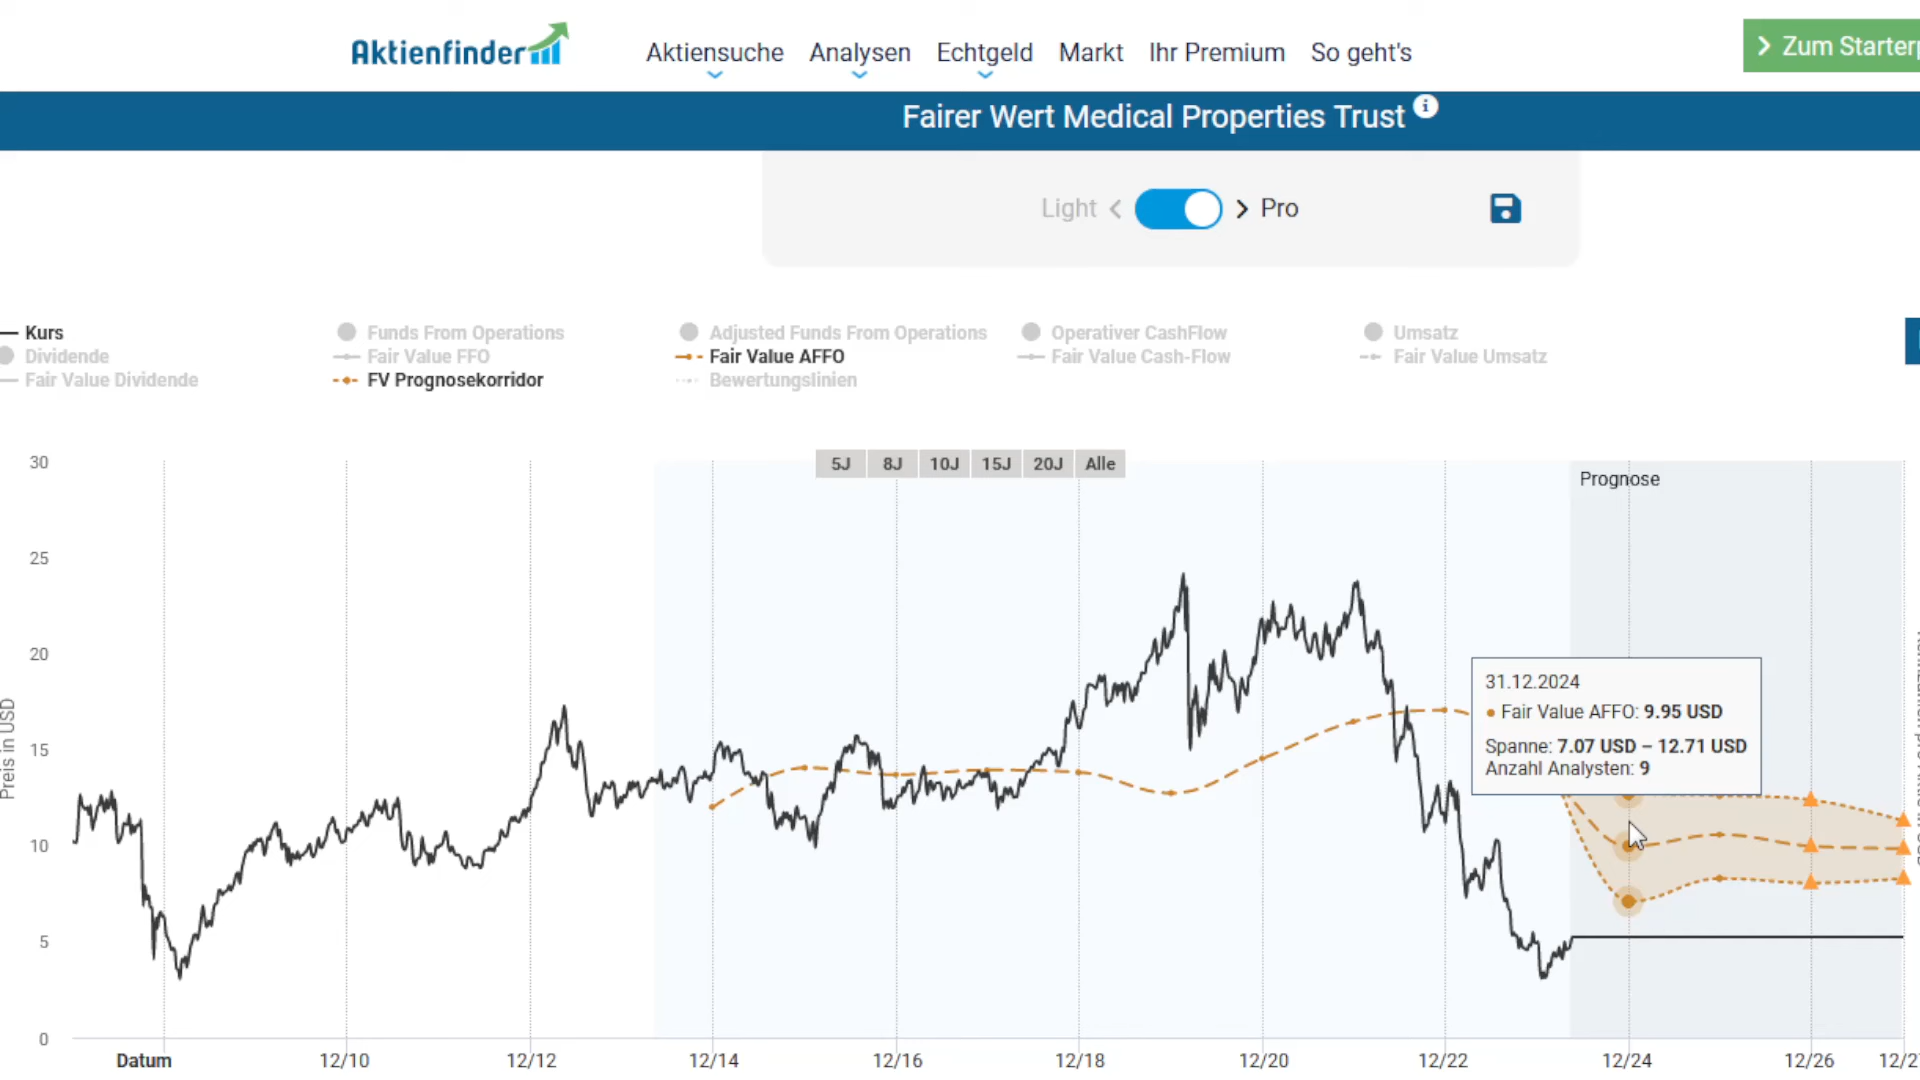 Aktienfinder
Aktiensuche Analysen Echtgeld Markt Ihr Premium So geht's
Zum Starter
Fairer Wert Medical Properties Trust
Light Pro
Kurs Funds From Operations Adjusted Funds From Operations Operativer CashFlow Umsatz
Dividende Fair Value FFO Fair Value AFFO Fair Value Cash-Flow Fair Value Umsatz
Fair Value Dividende FV Prognosekorridor Bewertungslinien
5J 8J 10J 15J 20J Alle
Prognose
30
25
20
15
10
5
0
Preis in USD
31.12.2024
Fair Value AFFO: 9.95 USD
Spanne: 7.07 USD – 12.71 USD
Anzahl Analysten: 9
Datum 12/10 12/12 12/14 12/16 12/18 12/20 12/22 12/24 12/26